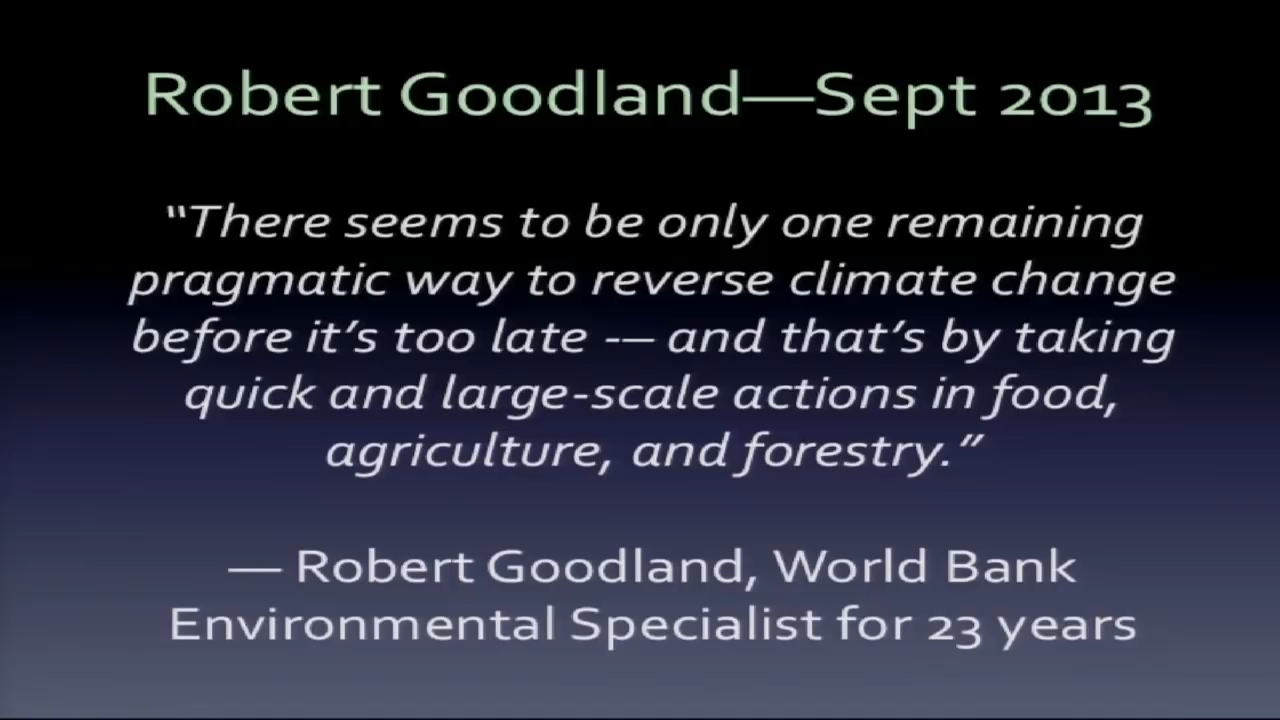 Robert Goodland—Sept 2013
“There seems to be only one remaining
pragmatic way to reverse climate change
before it’s too late -— and that’s by taking
quick and large-scale actions in food,
agriculture, and forestry.”
— Robert Goodland, World Bank
Environmental Specialist for 23 years